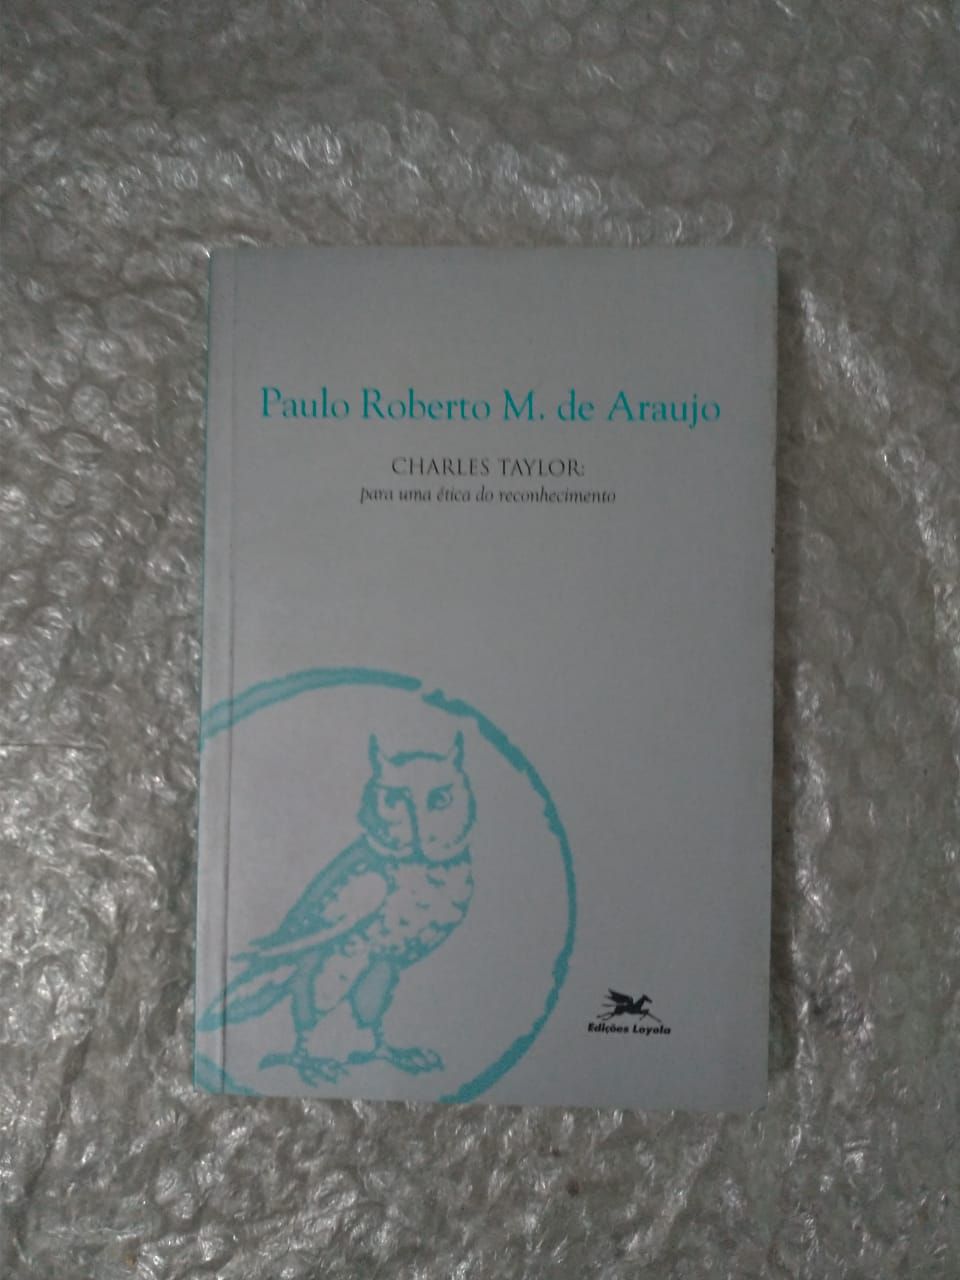 Paulo Roberto M. de Araujo
CHARLES TAYLOR:
para uma ética do reconhecimento
Edições Loyola